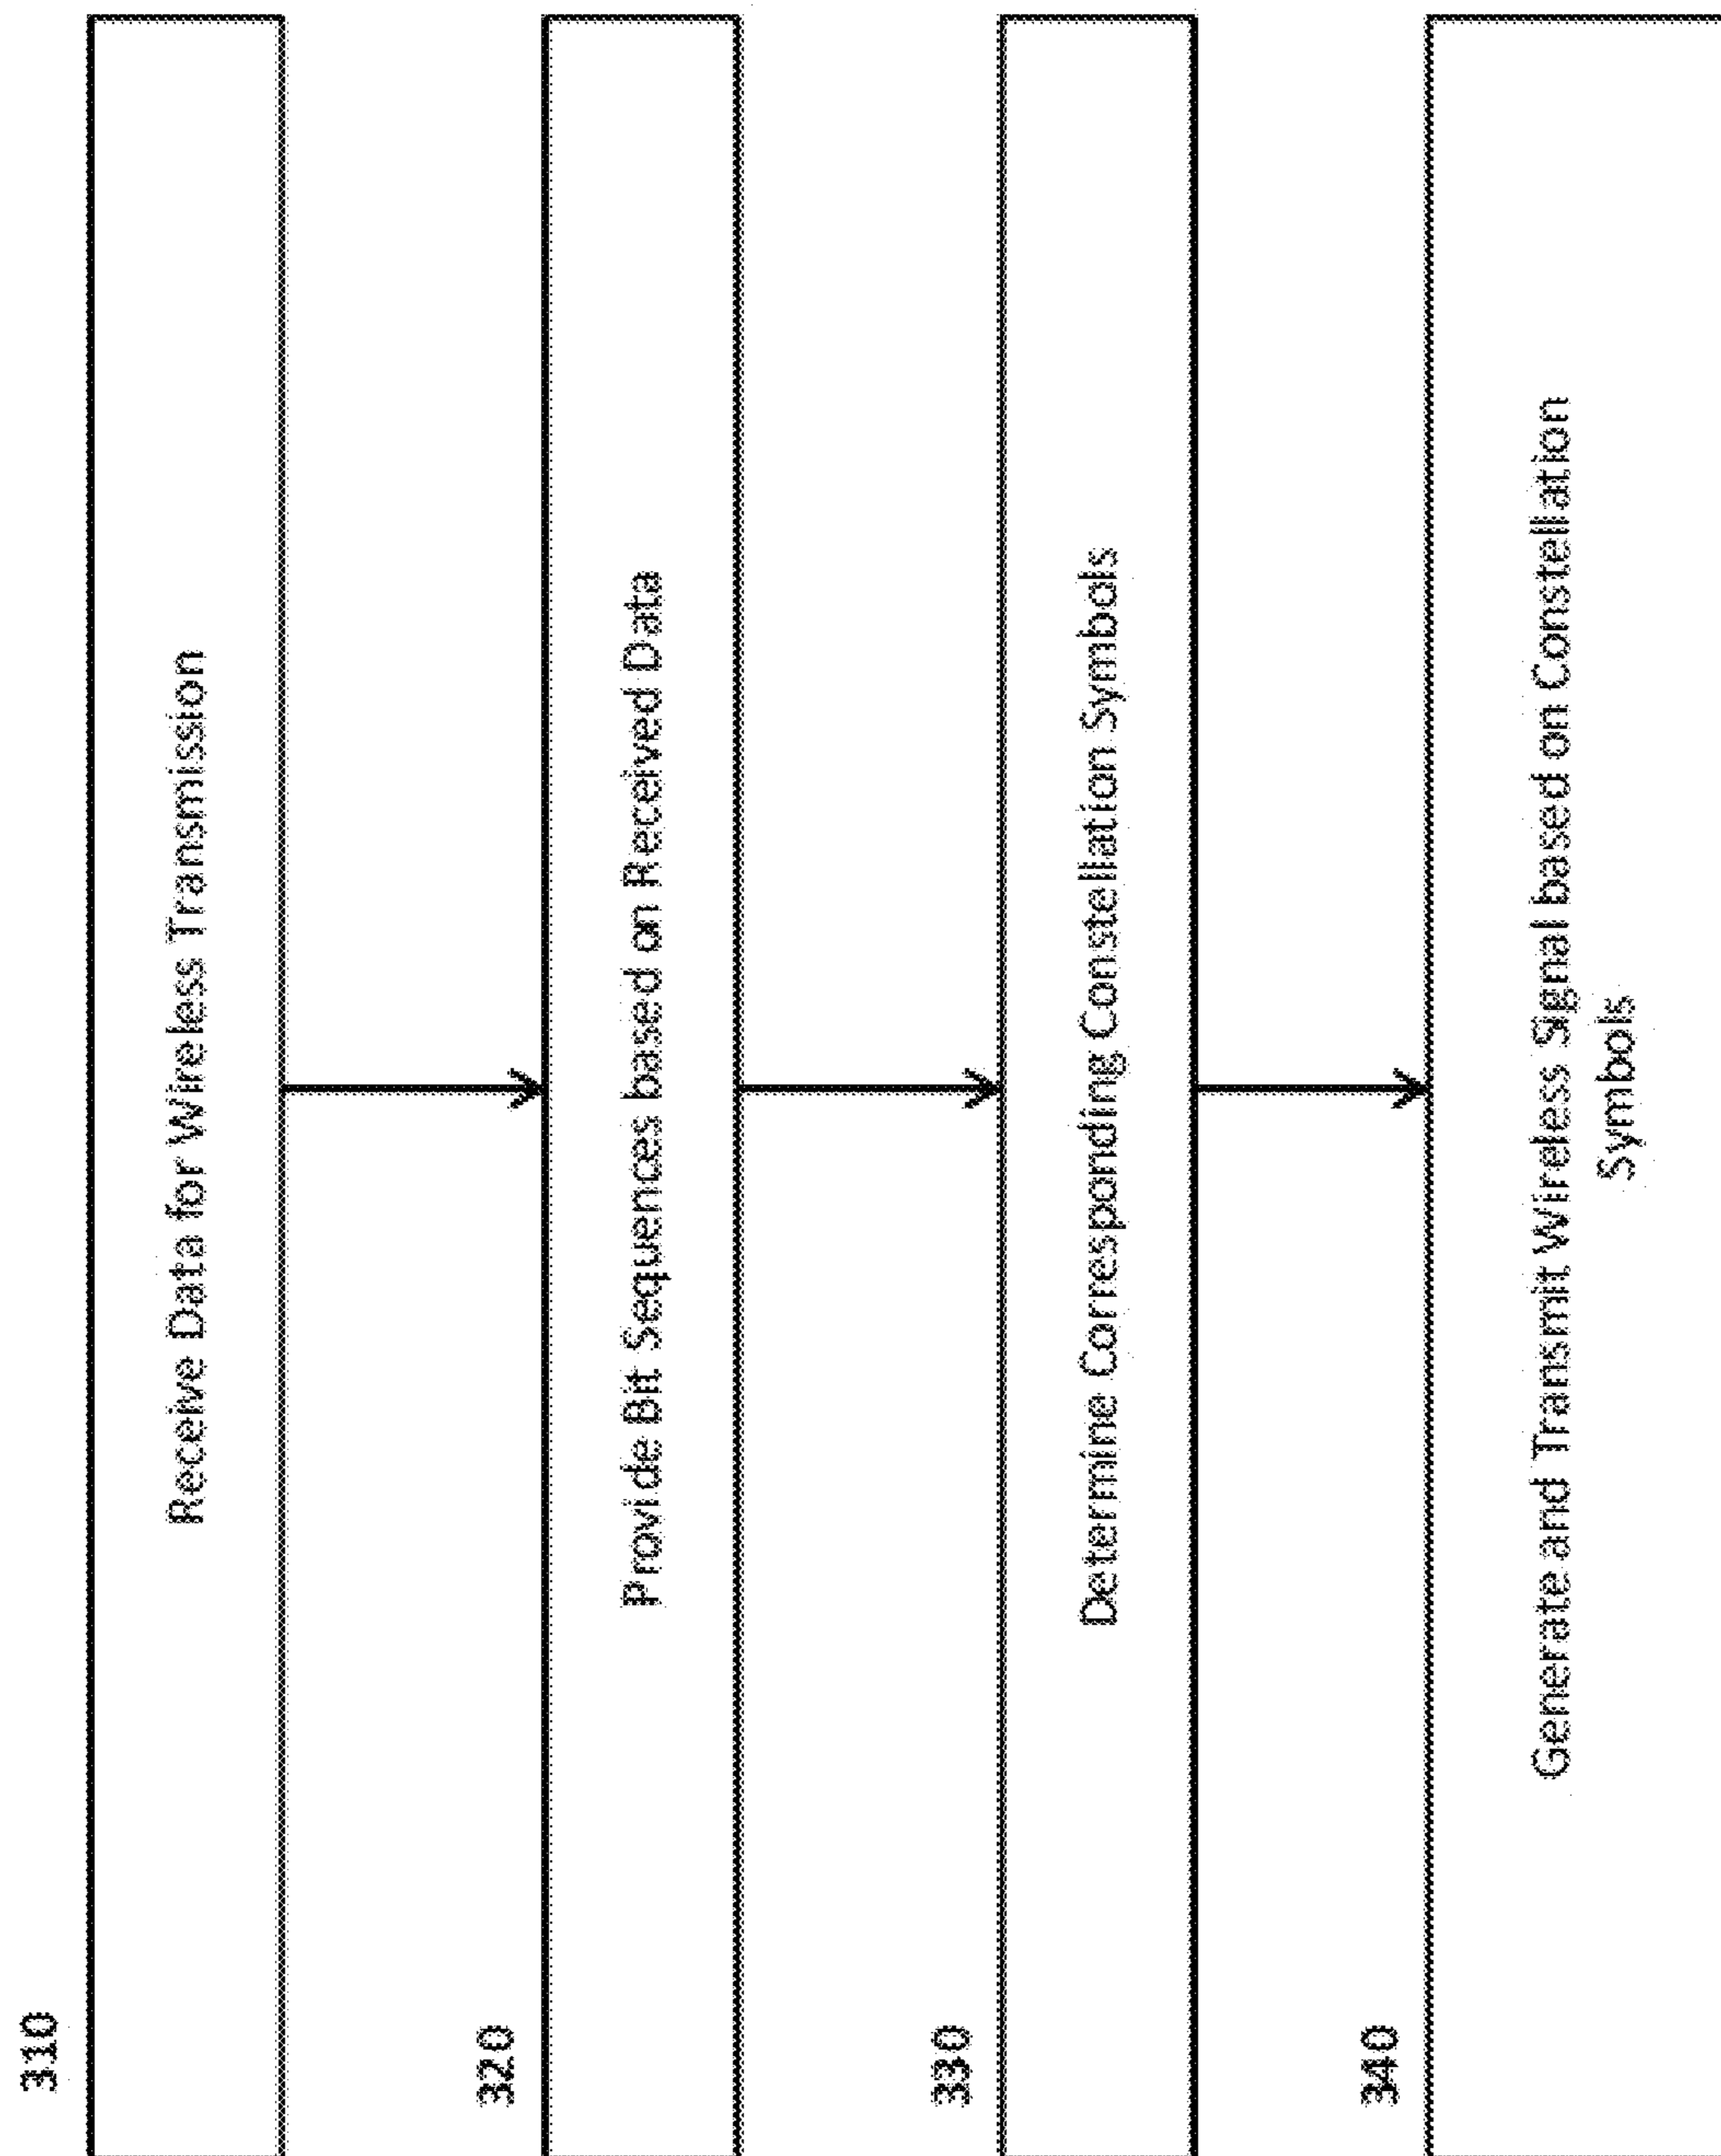 310
Receive Data for Wireless Transmission
320
Provide Bit Sequences based on Received Data
330
Determine Corresponding Constellation Symbols
340
Generate and Transmit Wireless Signal based on Constellation
Symbols